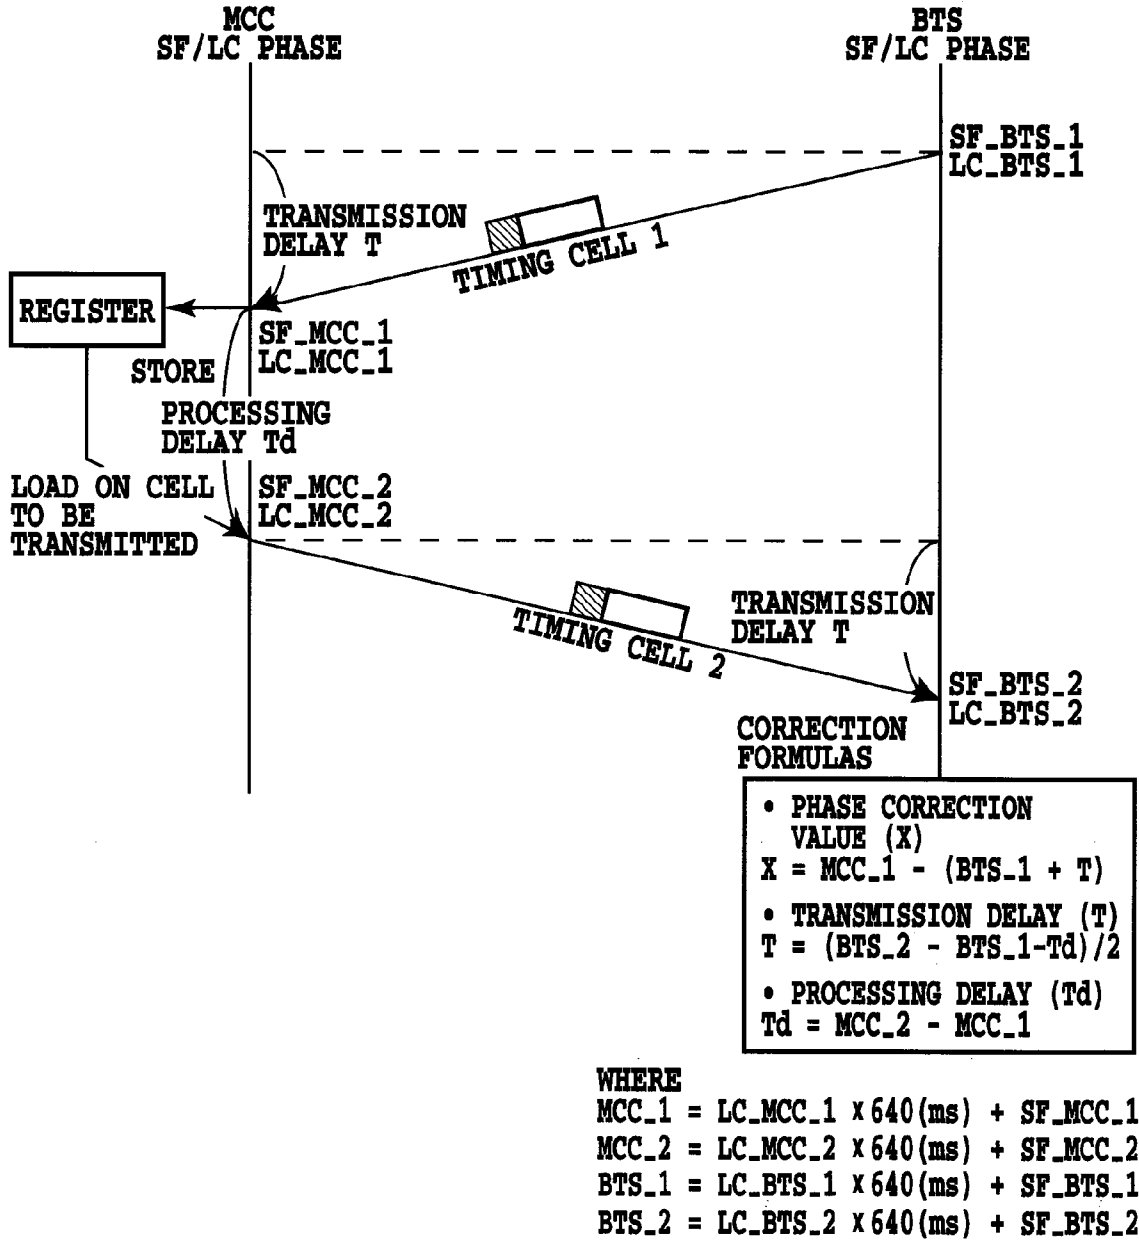 MCC
SF/LC PHASE
BTS
SF/LC PHASE
SF_BTS_1
LC_BTS_1
TRANSMISSION
DELAY T
TIMING CELL 1
REGISTER
SF_MCC_1
LC_MCC_1
STORE
PROCESSING
DELAY Td
LOAD ON CELL
TO BE
TRANSMITTED
SF_MCC_2
LC_MCC_2
TIMING CELL 2
TRANSMISSION
DELAY T
SF_BTS_2
LC_BTS_2
CORRECTION
FORMULAS
• PHASE CORRECTION
VALUE (X)
X = MCC_1 - (BTS_1 + T)
• TRANSMISSION DELAY (T)
T = (BTS_2 - BTS_1-Td)/2
• PROCESSING DELAY (Td)
Td = MCC_2 - MCC_1
WHERE
MCC_1 = LC_MCC_1 x 640(ms) + SF_MCC_1
MCC_2 = LC_MCC_2 x 640(ms) + SF_MCC_2
BTS_1 = LC_BTS_1 x 640(ms) + SF_BTS_1
BTS_2 = LC_BTS_2 x 640(ms) + SF_BTS_2